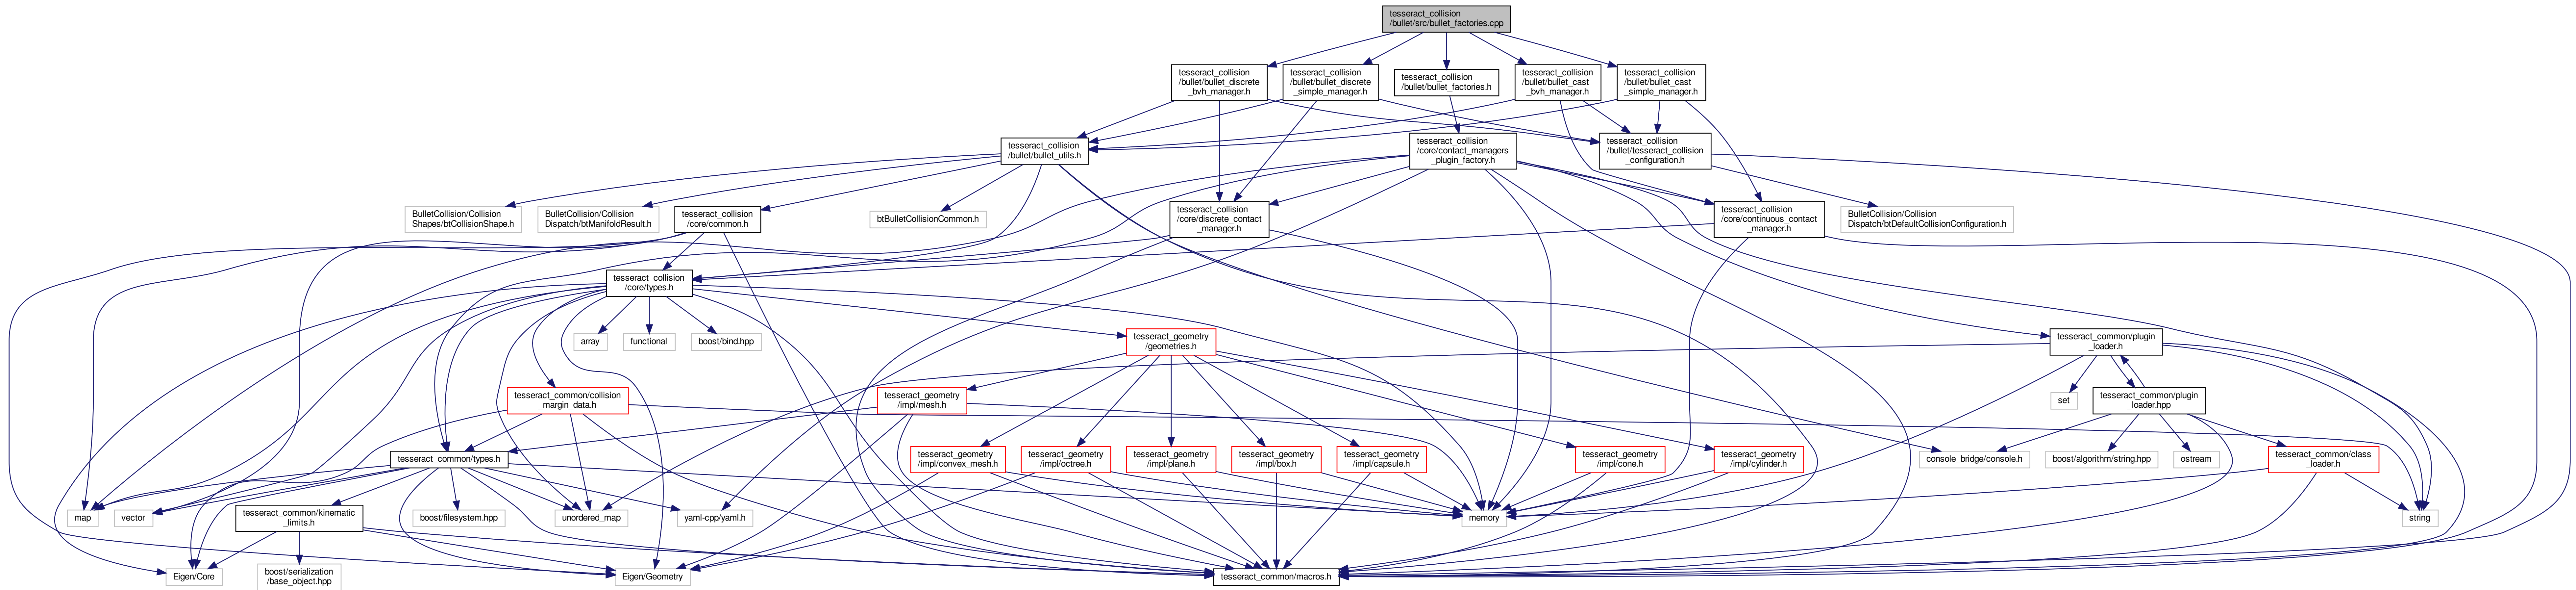 tesseract_collision
/bullet/src/bullet_factories.cpp
tesseract_collision
/bullet/bullet_discrete
_bvh_manager.h
tesseract_collision
/bullet/bullet_discrete
_simple_manager.h
tesseract_collision
/bullet/bullet_factories.h
tesseract_collision
/bullet/bullet_cast
_bvh_manager.h
tesseract_collision
/bullet/bullet_cast
_simple_manager.h
tesseract_collision
/bullet/bullet_utils.h
tesseract_collision
/core/contact_managers
_plugin_factory.h
tesseract_collision
/bullet/tesseract_collision
_configuration.h
BulletCollision/Collision
Shapes/btCollisionShape.h
BulletCollision/Collision
Dispatch/btManifoldResult.h
tesseract_collision
/core/common.h
btBulletCollisionCommon.h
tesseract_collision
/core/discrete_contact
_manager.h
tesseract_collision
/core/continuous_contact
_manager.h
BulletCollision/Collision
Dispatch/btDefaultCollisionConfiguration.h
tesseract_collision
/core/types.h
array
functional
boost/bind.hpp
tesseract_geometry
/geometries.h
tesseract_common/plugin
_loader.h
tesseract_common/collision
_margin_data.h
tesseract_geometry
/impl/mesh.h
set
tesseract_common/plugin
_loader.hpp
tesseract_common/types.h
tesseract_geometry
/impl/convex_mesh.h
tesseract_geometry
/impl/octree.h
tesseract_geometry
/impl/plane.h
tesseract_geometry
/impl/box.h
tesseract_geometry
/impl/capsule.h
tesseract_geometry
/impl/cone.h
tesseract_geometry
/impl/cylinder.h
console_bridge/console.h
boost/algorithm/string.hpp
ostream
tesseract_common/class
_loader.h
map
vector
tesseract_common/kinematic
_limits.h
boost/filesystem.hpp
unordered_map
yaml-cpp/yaml.h
memory
string
Eigen/Core
boost/serialization
/base_object.hpp
Eigen/Geometry
tesseract_common/macros.h